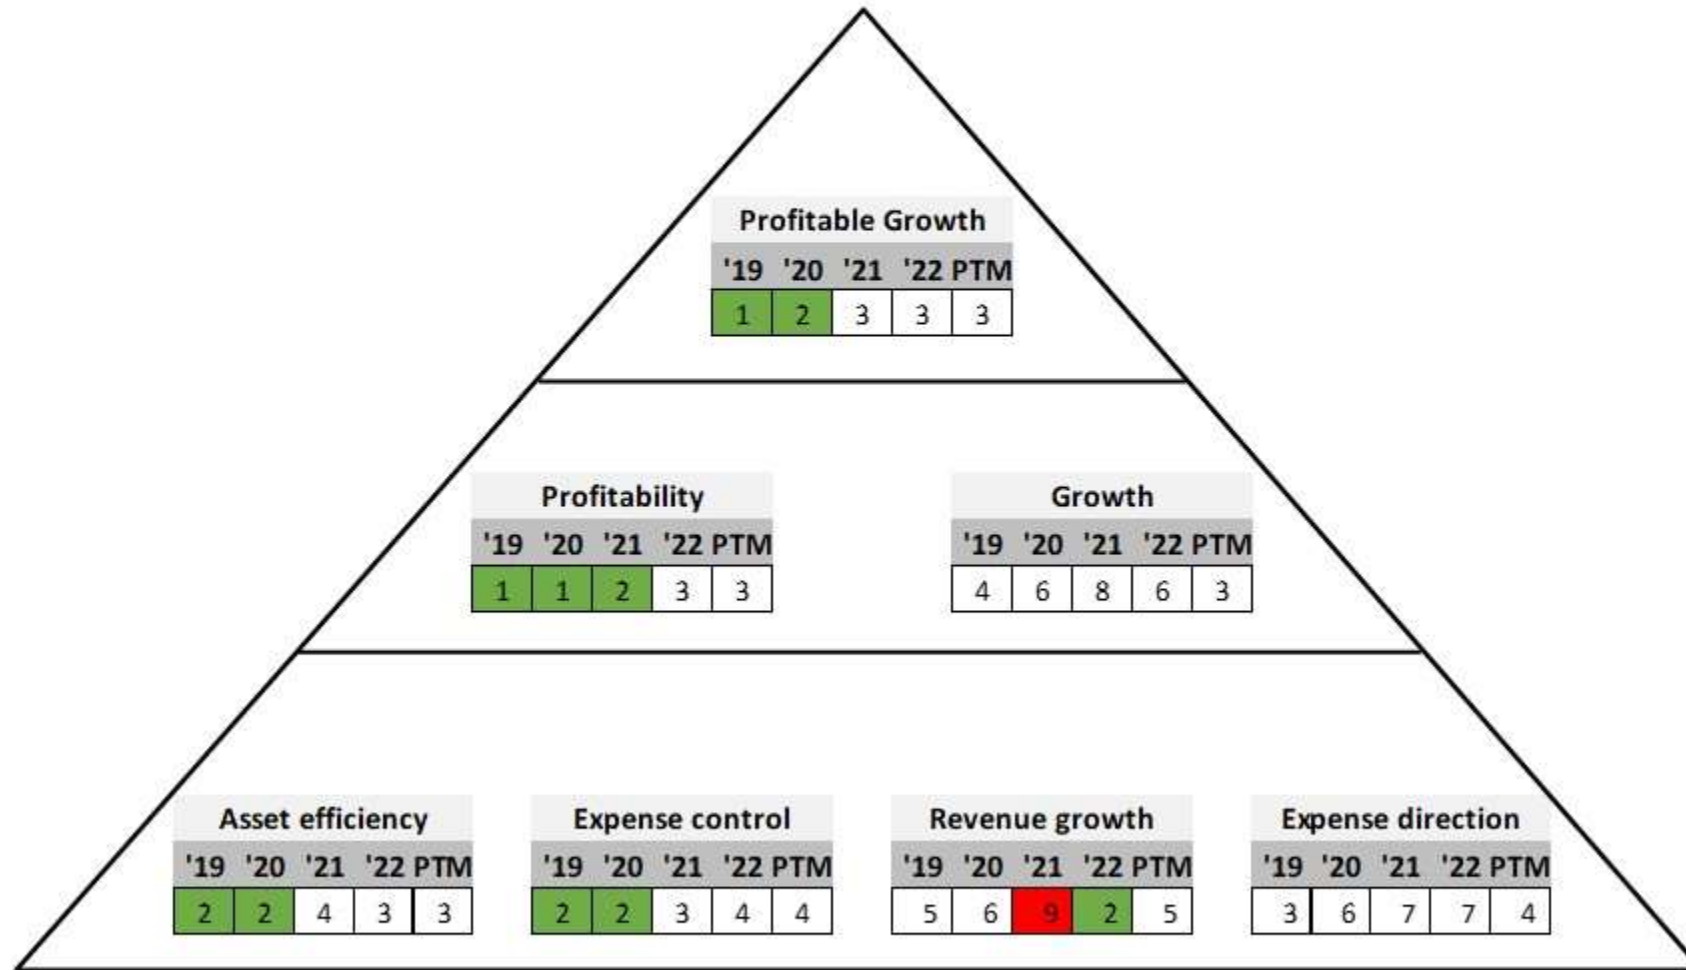 Profitable Growth
'19 '20 '21 '22 PTM
1 2 3 3 3
Profitability
'19 '20 '21 '22 PTM
1 1 2 3 3
Growth
'19 '20 '21 '22 PTM
4 6 8 6 3
Asset efficiency
'19 '20 '21 '22 PTM
2 2 4 3 3
Expense control
'19 '20 '21 '22 PTM
2 2 3 4 4
Revenue growth
'19 '20 '21 '22 PTM
5 6 9 2 5
Expense direction
'19 '20 '21 '22 PTM
3 6 7 7 4